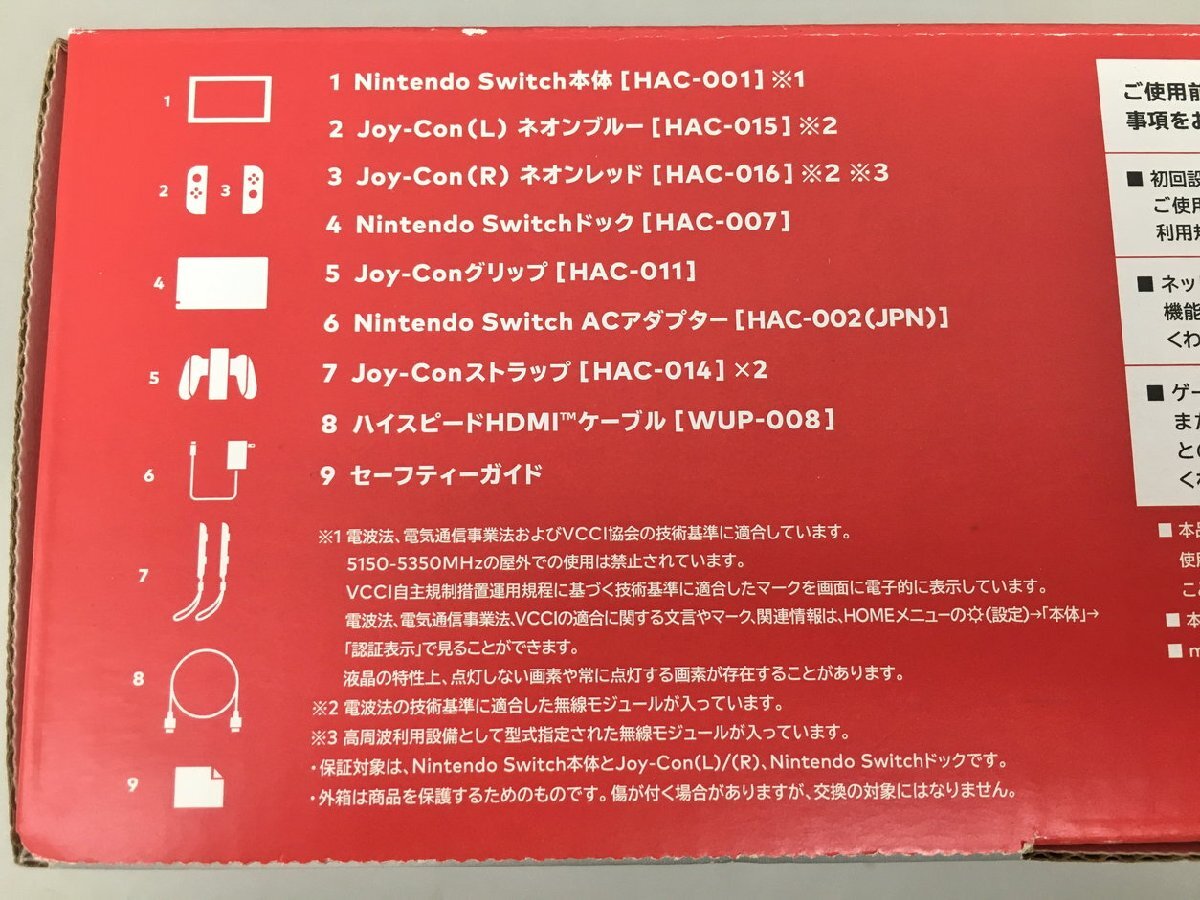 1 Nintendo Switch本体 [HAC-001] ※1
2 Joy-Con(L) ネオンブルー [HAC-015] ※2
3 Joy-Con(R) ネオンレッド [HAC-016] ※2 ※3
4 Nintendo Switchドック [HAC-007]
5 Joy-Conグリップ [HAC-011]
6 Nintendo Switch ACアダプター [HAC-002(JPN)]
7 Joy-Conストラップ [HAC-014] ×2
8 ハイスピードHDMI™ケーブル [WUP-008]
9 セーフティーガイド
※1 電波法、電気通信事業法およびVCCI協会の技術基準に適合しています。
5150-5350MHzの屋外での使用は禁止されています。
VCCI自主規制措置運用規程に基づく技術基準に適合したマークを画面に電子的に表示しています。
電波法、電気通信事業法、VCCIの適合に関する文言やマーク、関連情報は、HOMEメニューの(設定)→「本体」→
「認証表示」で見ることができます。
液晶の特性上、点灯しない画素や常に点灯する画素が存在することがあります。
※2 電波法の技術基準に適合した無線モジュールが入っています。
※3 高周波利用設備として型式指定された無線モジュールが入っています。
・保証対象は、Nintendo Switch本体とJoy-Con(L)/(R)、Nintendo Switchドックです。
・外箱は商品を保護するためのものです。傷が付く場合がありますが、交換の対象にはなりません。
1
2
3
4
5
6
7
8
9
ご使用前
事項をお
■ 初回設
ご使用
利用規
■ ネッ
機能
くわ
■ ゲー
また
との
くわ
■ 本品
使用
こ
■ 本
■ m